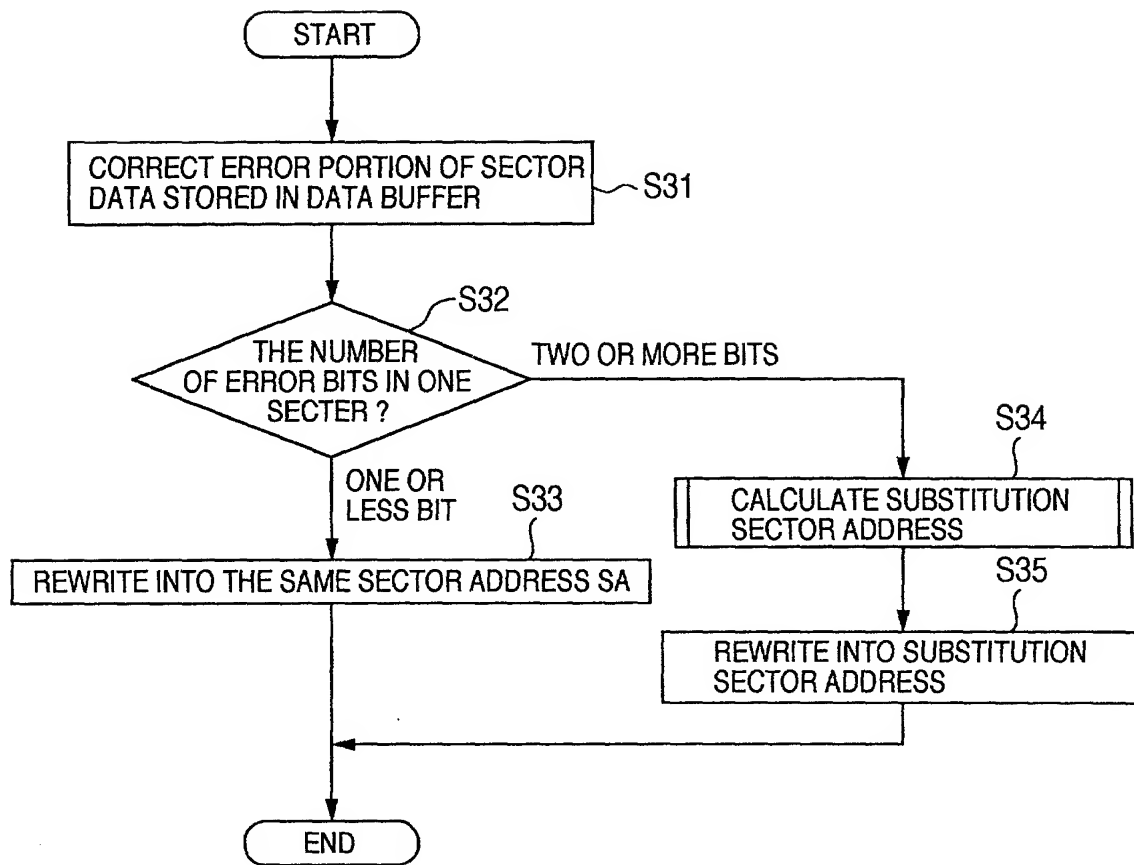 START
CORRECT ERROR PORTION OF SECTOR
DATA STORED IN DATA BUFFER
S31
S32
THE NUMBER
OF ERROR BITS IN ONE
SECTER ?
TWO OR MORE BITS
ONE OR
LESS BIT
S33
REWRITE INTO THE SAME SECTOR ADDRESS SA
S34
CALCULATE SUBSTITUTION
SECTOR ADDRESS
S35
REWRITE INTO SUBSTITUTION
SECTOR ADDRESS
END